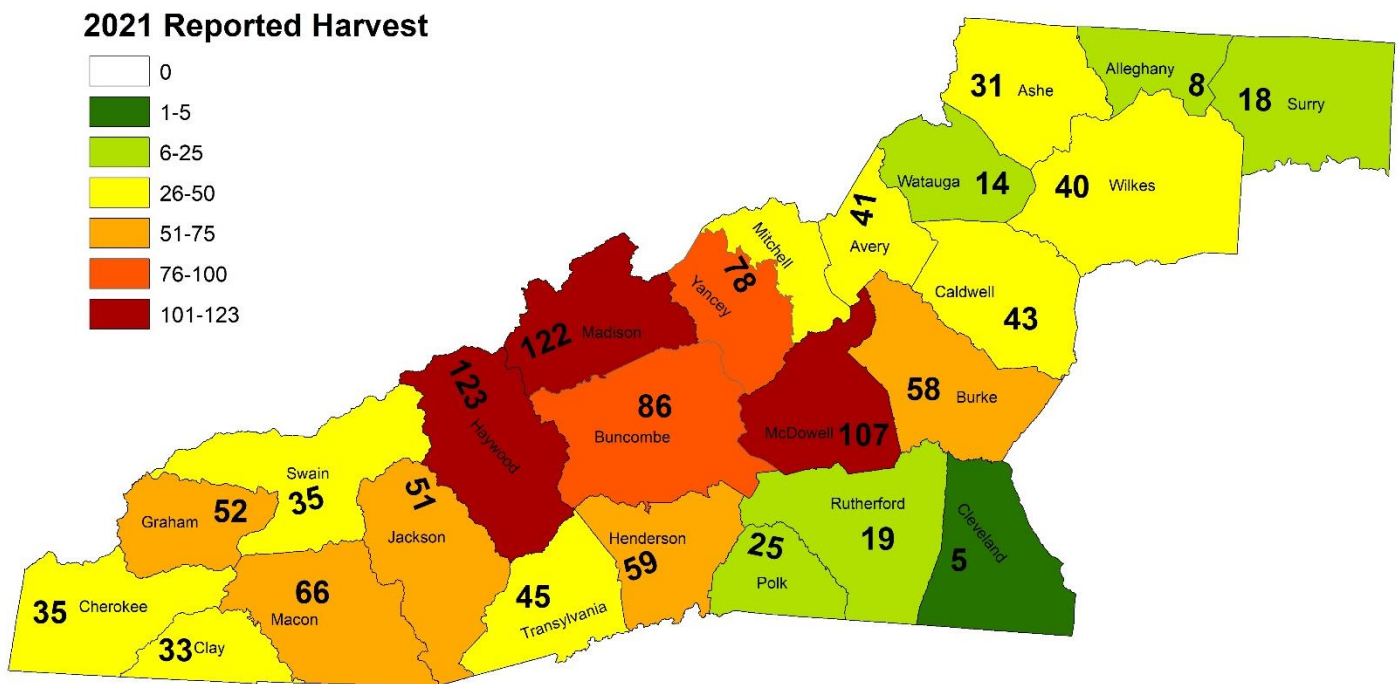 2021 Reported Harvest
0
1-5
6-25
26-50
51-75
76-100
101-123
31 Ashe
Alleghany 8
18 Surry
Watauga 14
40 Wilkes
41
Avery
Mitchell
78
Yancey
Caldwell
43
122 Madison
123
Haywood
86
Buncombe
McDowell 107
58 Burke
Swain
35
Graham 52
51
Jackson
Henderson
59
Rutherford
19
25
Polk
Cleveland
5
35 Cherokee
33 Clay
66
Macon
45
Transylvania